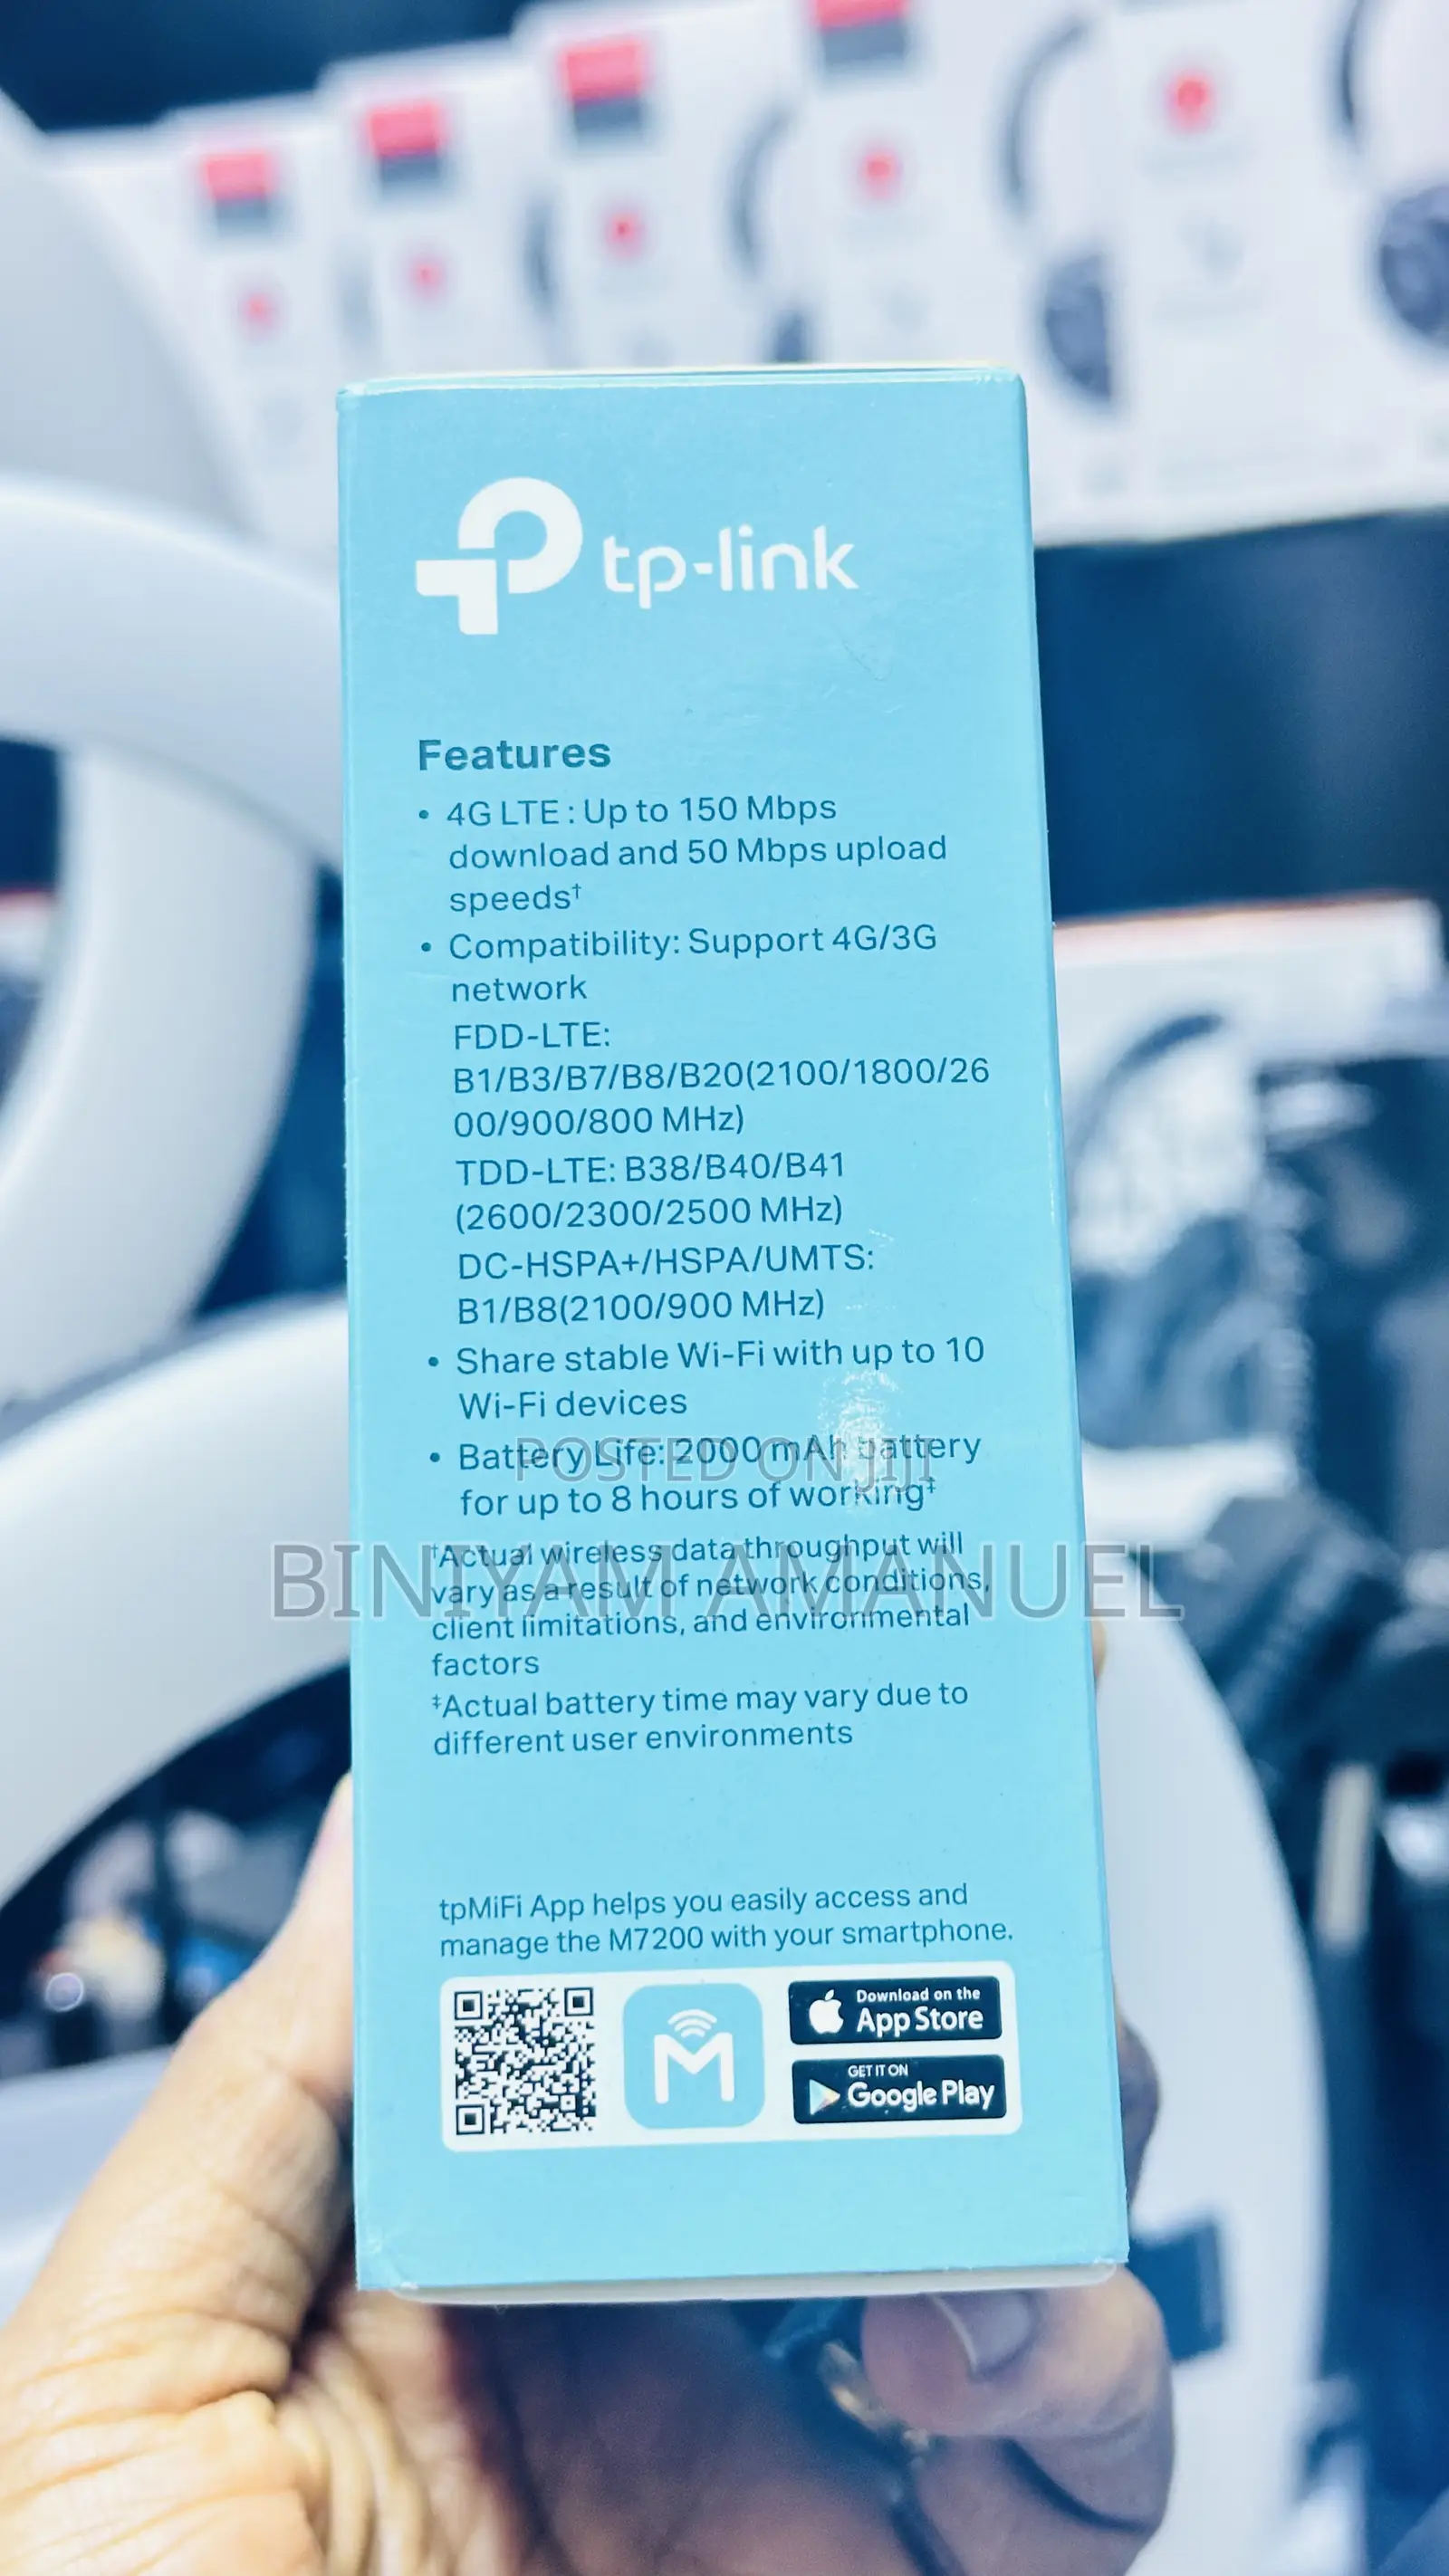 tp-link
Features
• 4G LTE : Up to 150 Mbps
download and 50 Mbps upload
speeds†
• Compatibility: Support 4G/3G
network
FDD-LTE:
B1/B3/B7/B8/B20(2100/1800/26
00/900/800 MHz)
TDD-LTE: B38/B40/B41
(2600/2300/2500 MHz)
DC-HSPA+/HSPA/UMTS:
B1/B8(2100/900 MHz)
• Share stable Wi-Fi with up to 10
Wi-Fi devices
• Battery Life: 2000 mAh battery
for up to 8 hours of working‡
POSTED ON JIJI
BINIYAM AMANUEL
†Actual wireless data throughput will
vary as a result of network conditions,
client limitations, and environmental
factors
‡Actual battery time may vary due to
different user environments
tpMiFi App helps you easily access and
manage the M7200 with your smartphone.
M
Download on the
App Store
GET IT ON
Google Play